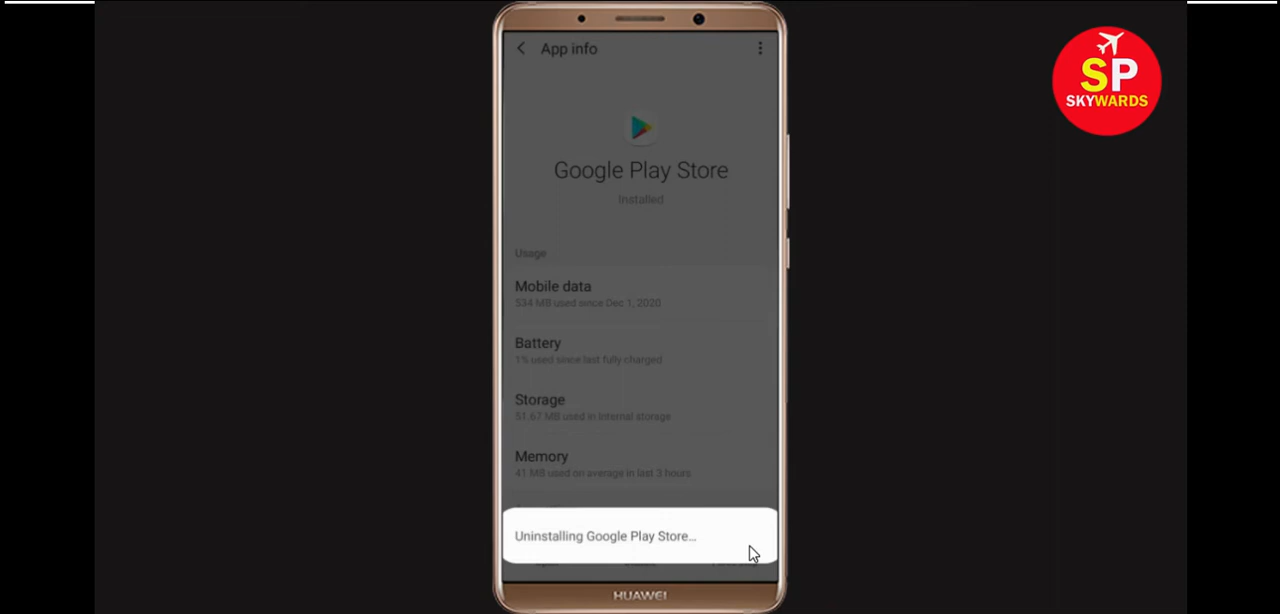 App info
SP
SKYWARDS
Google Play Store
Installed
Usage
Mobile data
534 MB used since Dec 1, 2020
Battery
1% used since last fully charged
Storage
51.67 MB used in internal storage
Memory
41 MB used on average in last 3 hours
Uninstalling Google Play Store...
HUAWEI